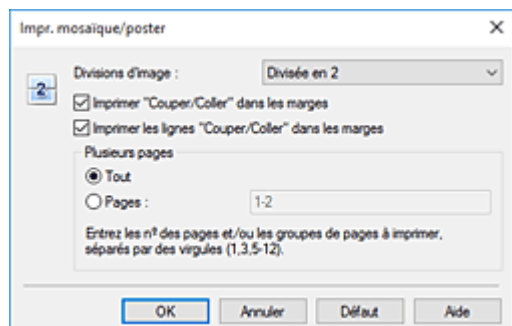 Impr. mosaïque/poster
Divisions d'image :
Divisée en 2
2
Imprimer "Couper/Coller" dans les marges
Imprimer les lignes "Couper/Coller" dans les marges
Plusieurs pages
Tout
Pages :
1-2
Entrez les nº des pages et/ou les groupes de pages à imprimer,
séparés par des virgules (1,3,5-12).
OK
Annuler
Défaut
Aide